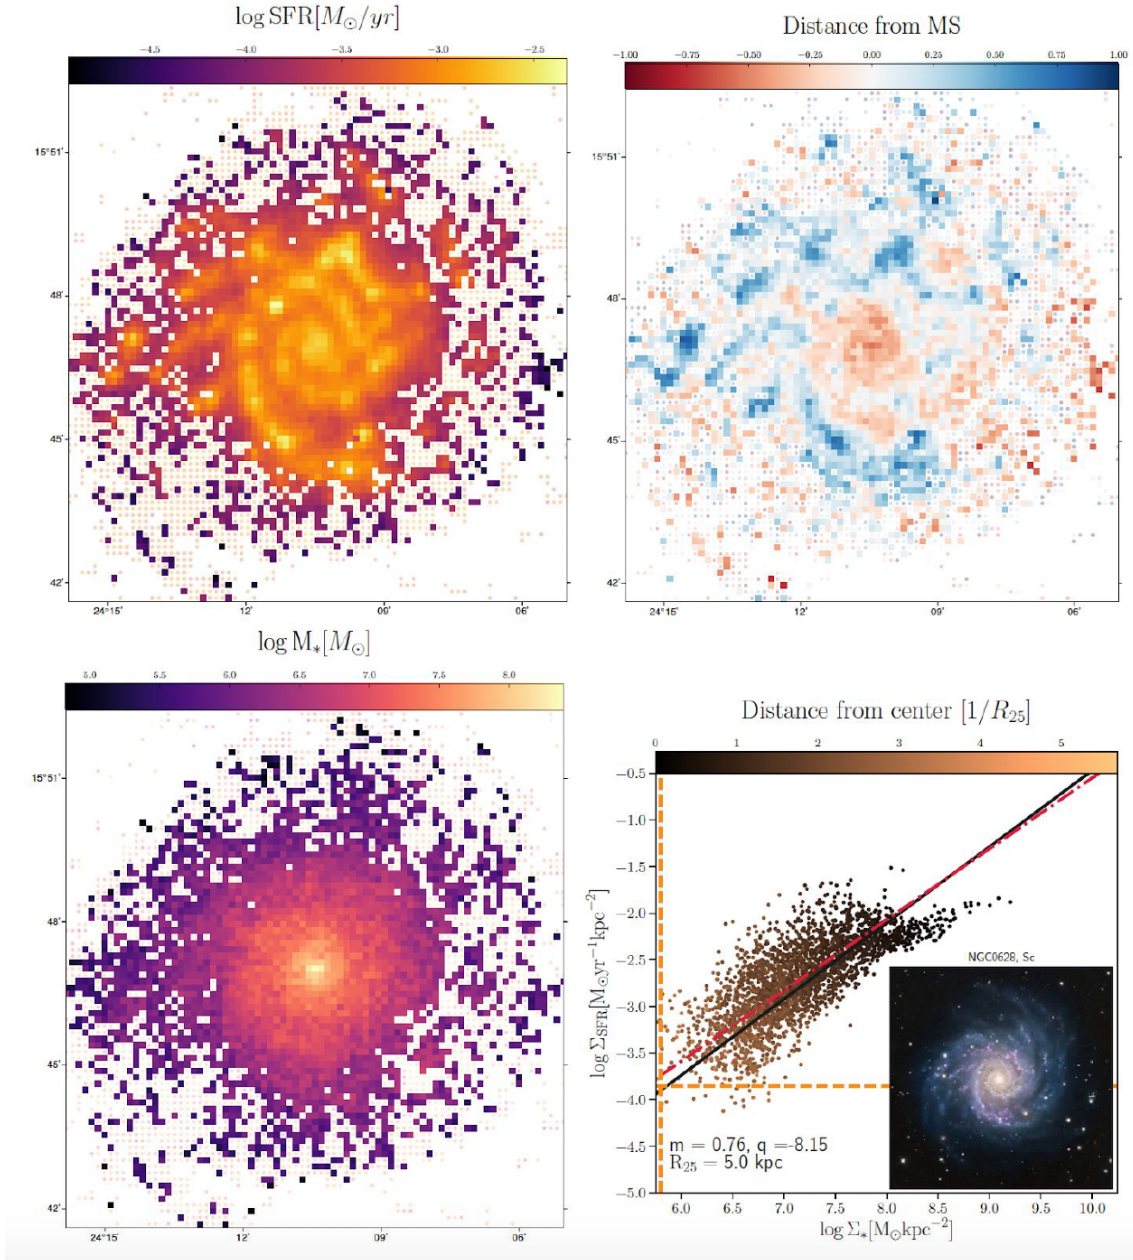 log SFR[M⊙/yr]
−4.5 −4.0 −3.5 −3.0 −2.5
15°51′
48′
45′
42′
24°15′ 12′ 09′ 06′
Distance from MS
−1.00 −0.75 −0.50 −0.25 0.00 0.25 0.50 0.75 1.00
15°51′
48′
45′
42′
24°15′ 12′ 09′ 06′
log M*[M⊙]
5.0 5.5 6.0 6.5 7.0 7.5 8.0
15°51′
48′
45′
42′
24°15′ 12′ 09′ 06′
Distance from center [1/R25]
0 1 2 3 4 5
−0.5
−1.0
−1.5
−2.0
−2.5
−3.0
−3.5
−4.0
−4.5
−5.0
log ΣSFR[M⊙yr−1kpc−2]
NGC0628, Sc
m = 0.76, q =-8.15
R25 = 5.0 kpc
6.0 6.5 7.0 7.5 8.0 8.5 9.0 9.5 10.0
log Σ*[M⊙kpc−2]